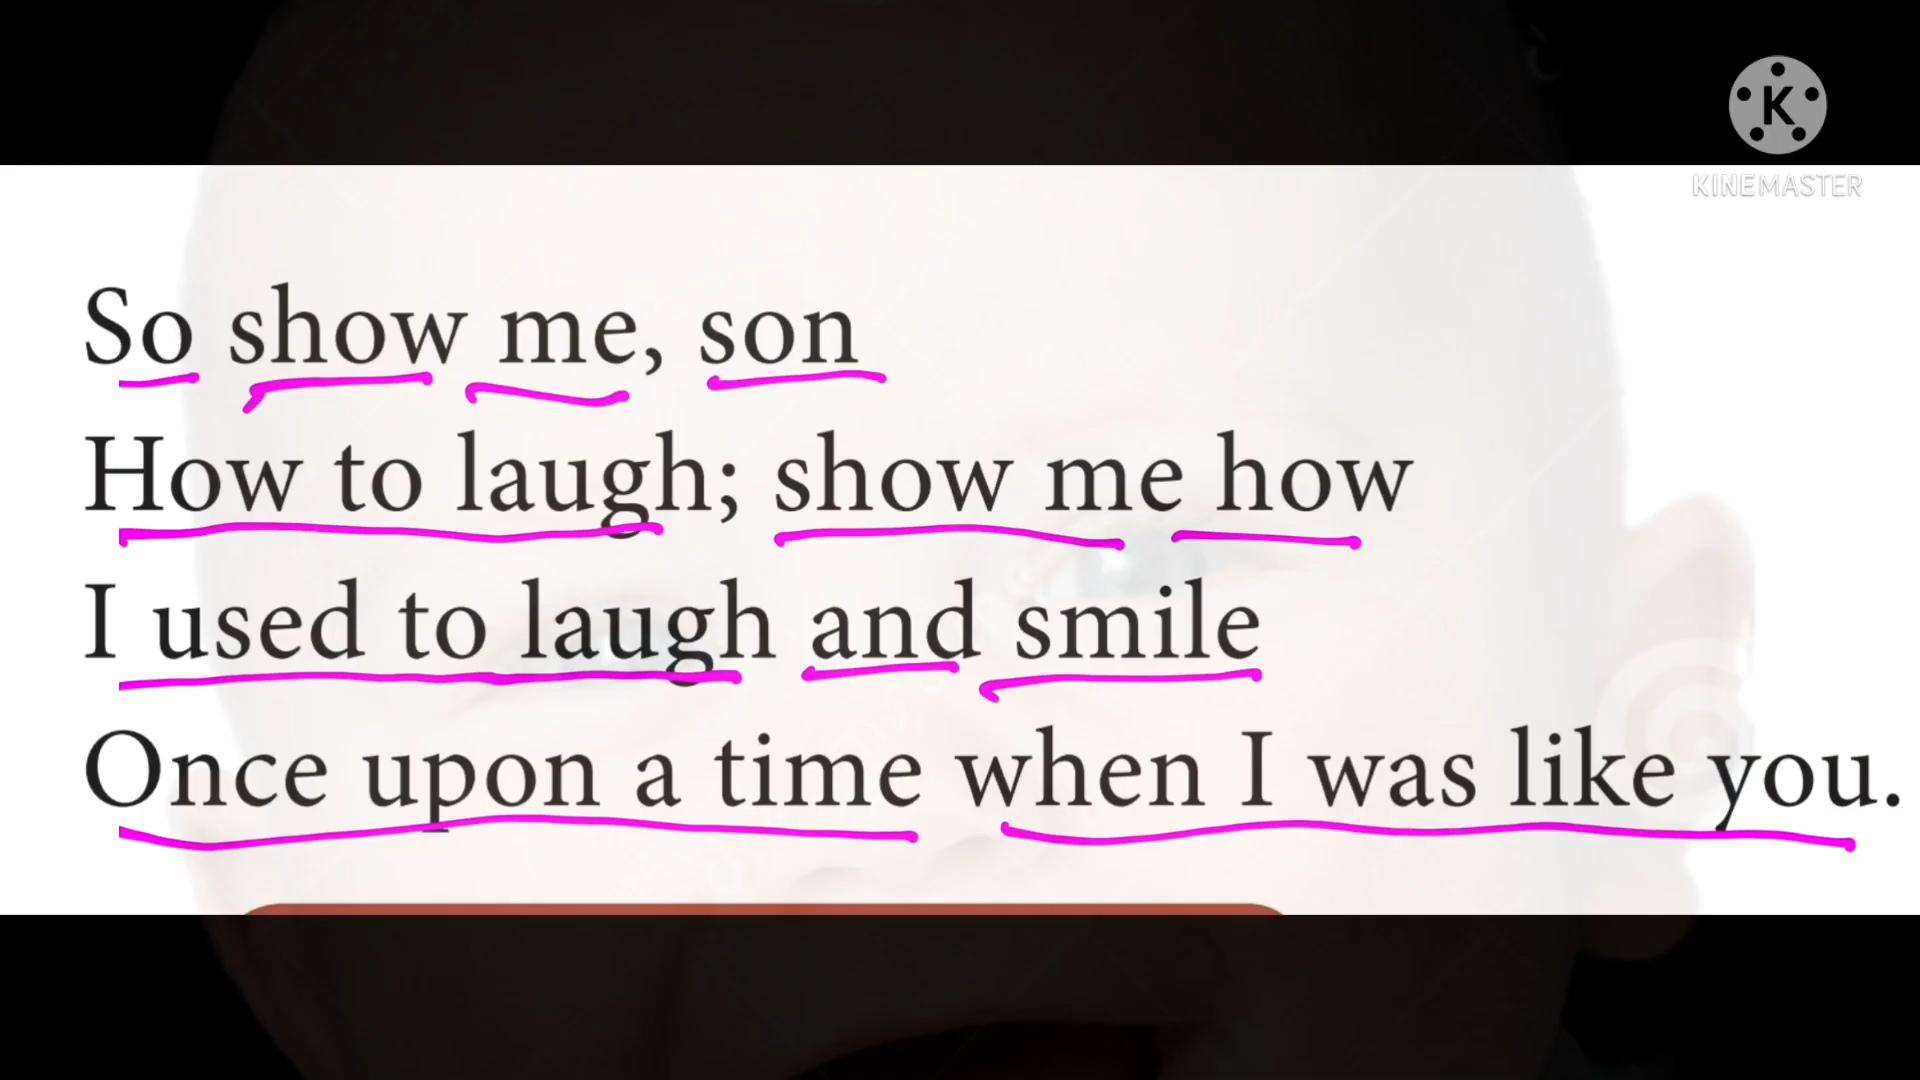 K
KINEMASTER
So show me, son
How to laugh; show me how
I used to laugh and smile
Once upon a time when I was like you.